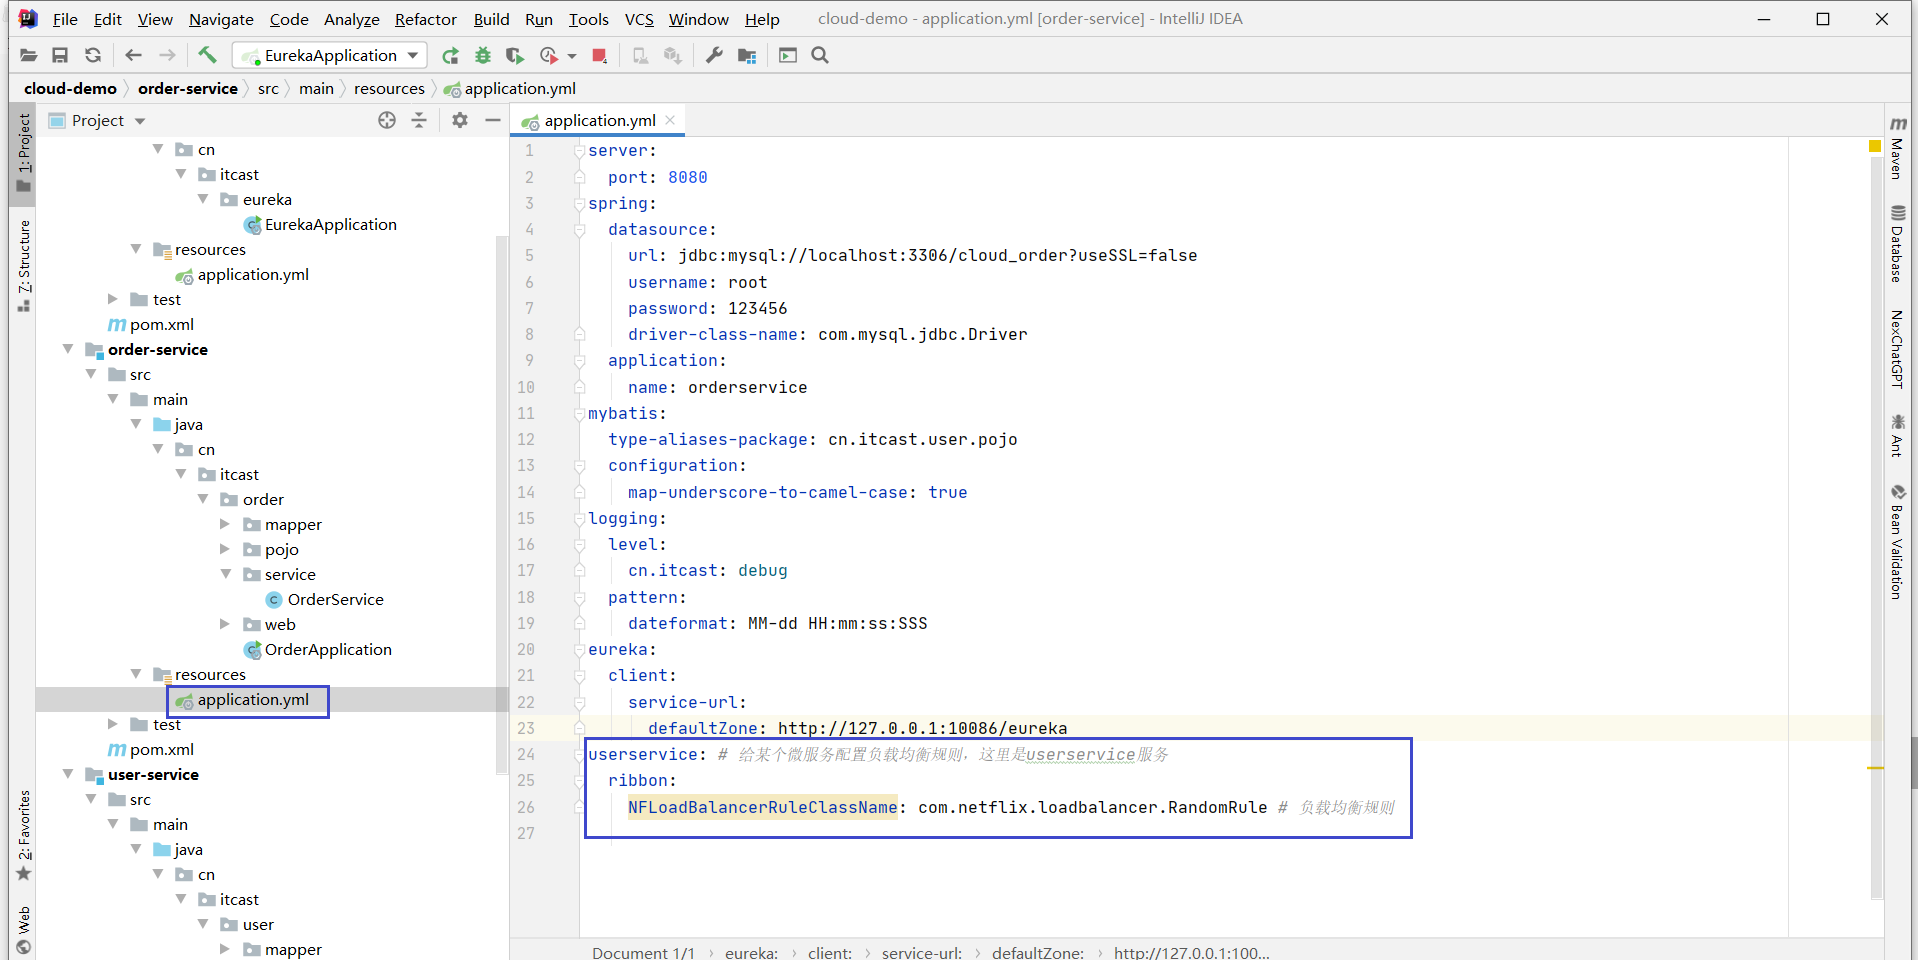 File Edit View Navigate Code Analyze Refactor Build Run Tools VCS Window Help cloud-demo - application.yml [order-service] - IntelliJ IDEA
EurekaApplication
cloud-demo order-service src main resources application.yml
Project
application.yml
1: Project
7: Structure
2: Favorites
Web
cn
itcast
eureka
EurekaApplication
resources
application.yml
test
pom.xml
order-service
src
main
java
cn
itcast
order
mapper
pojo
service
OrderService
web
OrderApplication
resources
application.yml
test
pom.xml
user-service
src
main
java
cn
itcast
user
mapper
1 server:
2 port: 8080
3 spring:
4 datasource:
5 url: jdbc:mysql://localhost:3306/cloud_order?useSSL=false
6 username: root
7 password: 123456
8 driver-class-name: com.mysql.jdbc.Driver
9 application:
10 name: orderservice
11 mybatis:
12 type-aliases-package: cn.itcast.user.pojo
13 configuration:
14 map-underscore-to-camel-case: true
15 logging:
16 level:
17 cn.itcast: debug
18 pattern:
19 dateformat: MM-dd HH:mm:ss:SSS
20 eureka:
21 client:
22 service-url:
23 defaultZone: http://127.0.0.1:10086/eureka
24 userservice: # 给某个微服务配置负载均衡规则，这里是userservice服务
25 ribbon:
26 NFLoadBalancerRuleClassName: com.netflix.loadbalancer.RandomRule # 负载均衡规则
27
Document 1/1 › eureka: › client: › service-url: › defaultZone: › http://127.0.0.1:100...
Maven
Database
NexChatGPT
Ant
Bean Validation